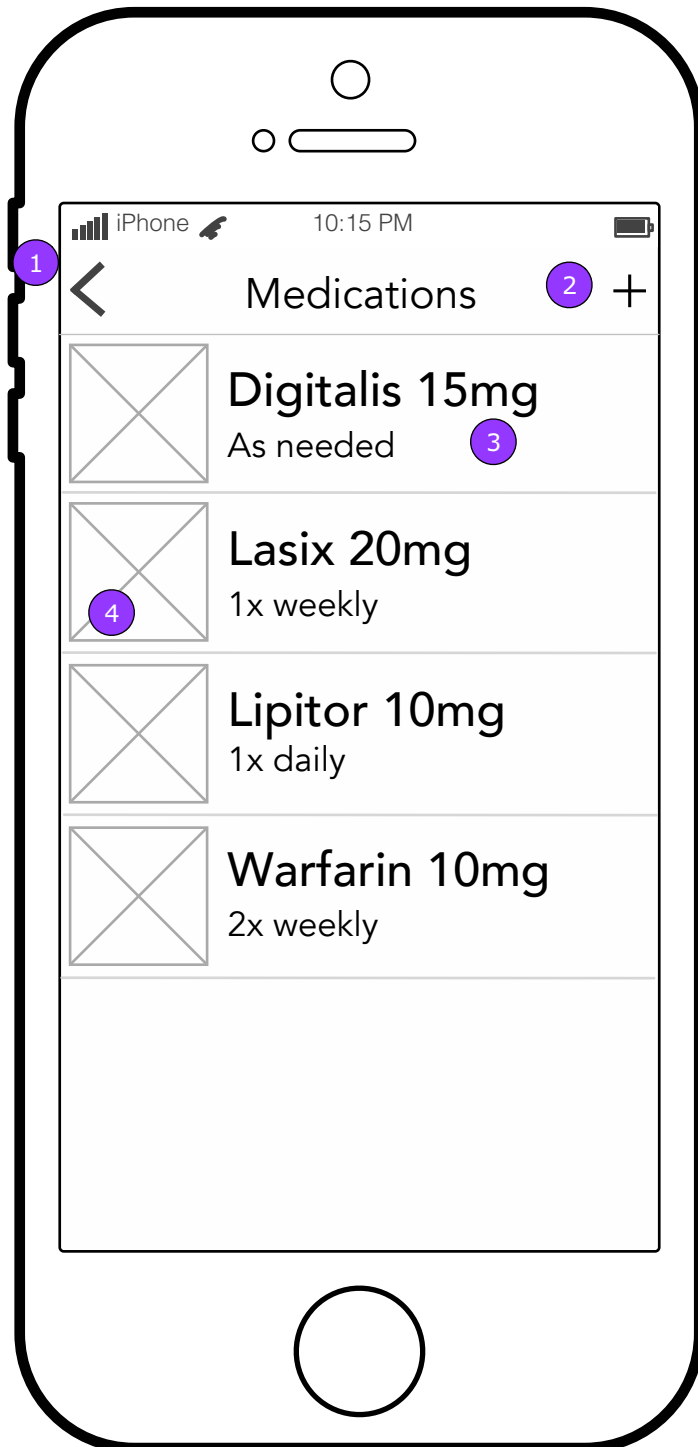 iPhone 10:15 PM
1
Medications 2 +
Digitalis 15mg
As needed 3
Lasix 20mg
4 1x weekly
Lipitor 10mg
1x daily
Warfarin 10mg
2x weekly